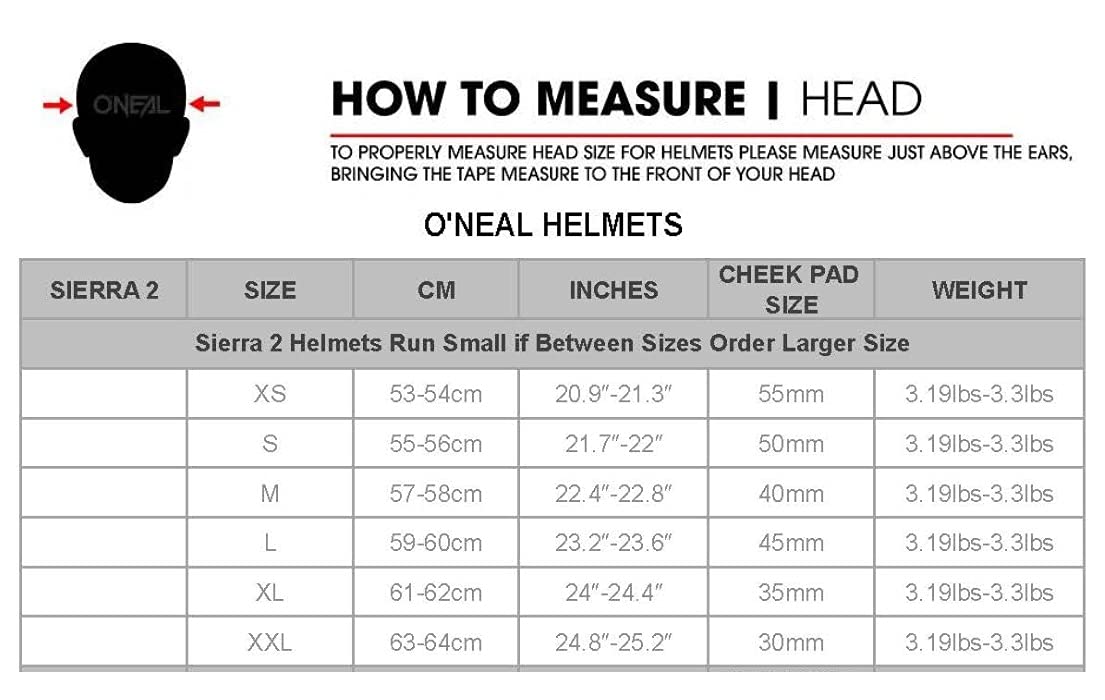 O'NEAL
HOW TO MEASURE | HEAD
TO PROPERLY MEASURE HEAD SIZE FOR HELMETS PLEASE MEASURE JUST ABOVE THE EARS,
BRINGING THE TAPE MEASURE TO THE FRONT OF YOUR HEAD
O'NEAL HELMETS
SIERRA 2 SIZE CM INCHES CHEEK PAD SIZE WEIGHT
Sierra 2 Helmets Run Small if Between Sizes Order Larger Size
XS 53-54cm 20.9"-21.3" 55mm 3.19lbs-3.3lbs
S 55-56cm 21.7"-22" 50mm 3.19lbs-3.3lbs
M 57-58cm 22.4"-22.8" 40mm 3.19lbs-3.3lbs
L 59-60cm 23.2"-23.6" 45mm 3.19lbs-3.3lbs
XL 61-62cm 24"-24.4" 35mm 3.19lbs-3.3lbs
XXL 63-64cm 24.8"-25.2" 30mm 3.19lbs-3.3lbs